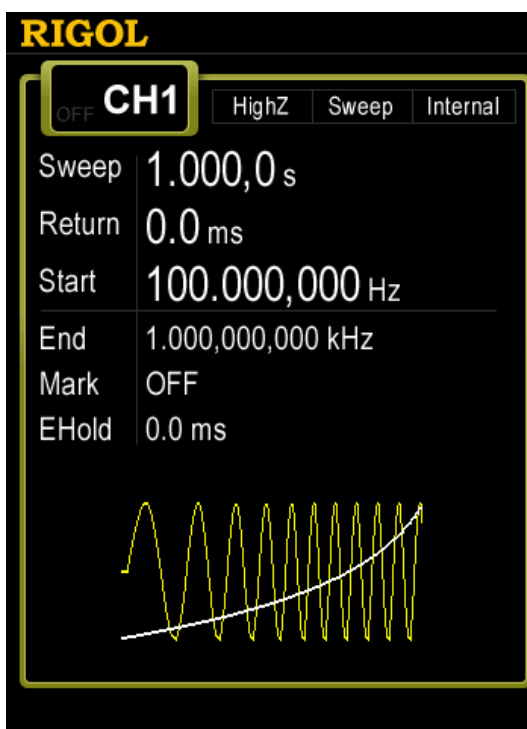 RIGOL
OFF CH1 HighZ Sweep Internal
Sweep 1.000,0 s
Return 0.0 ms
Start 100.000,000 Hz
End 1.000,000,000 kHz
Mark OFF
EHold 0.0 ms